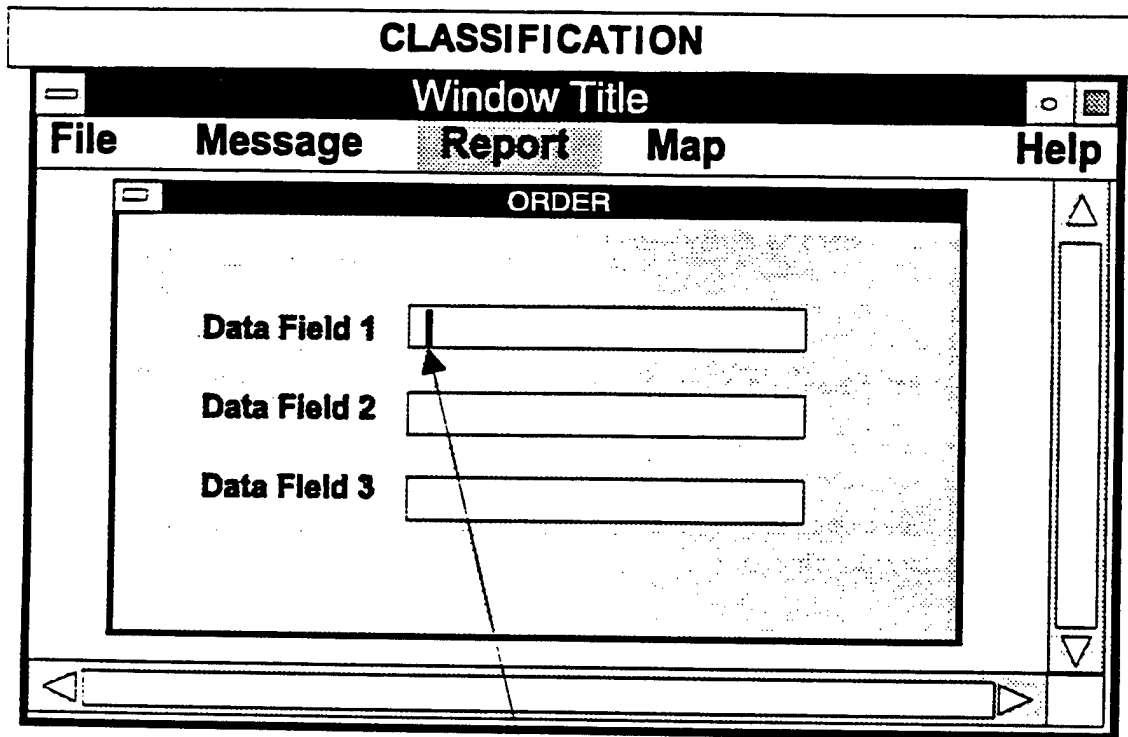 CLASSIFICATION
Window Title
File Message Report Map Help
ORDER
Data Field 1
Data Field 2
Data Field 3